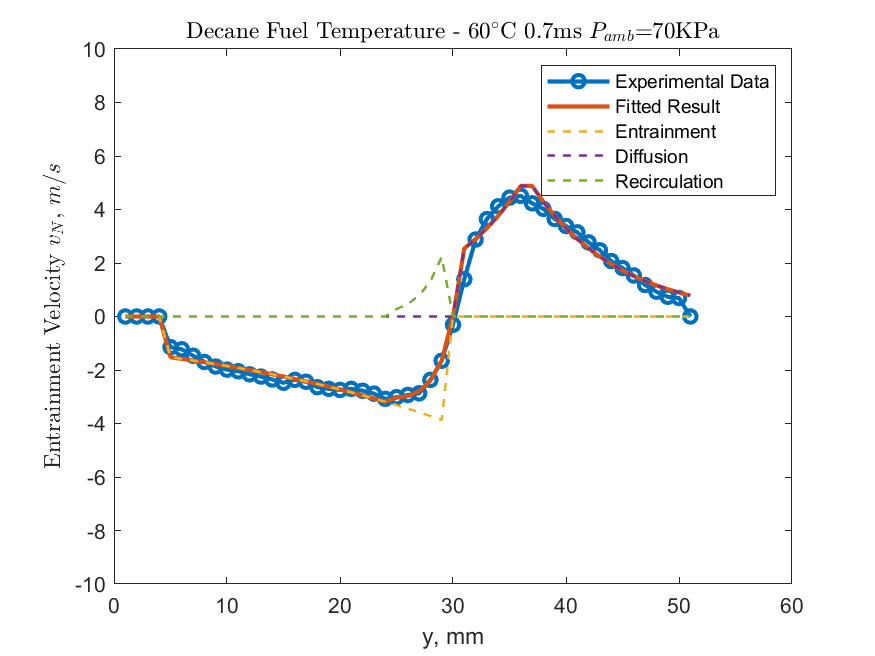 Decane Fuel Temperature - 60°C 0.7ms P_amb=70KPa
Entrainment Velocity v_N, m/s
10
8
6
4
2
0
-2
-4
-6
-8
-10
Experimental Data
Fitted Result
Entrainment
Diffusion
Recirculation
0 10 20 30 40 50 60
y, mm